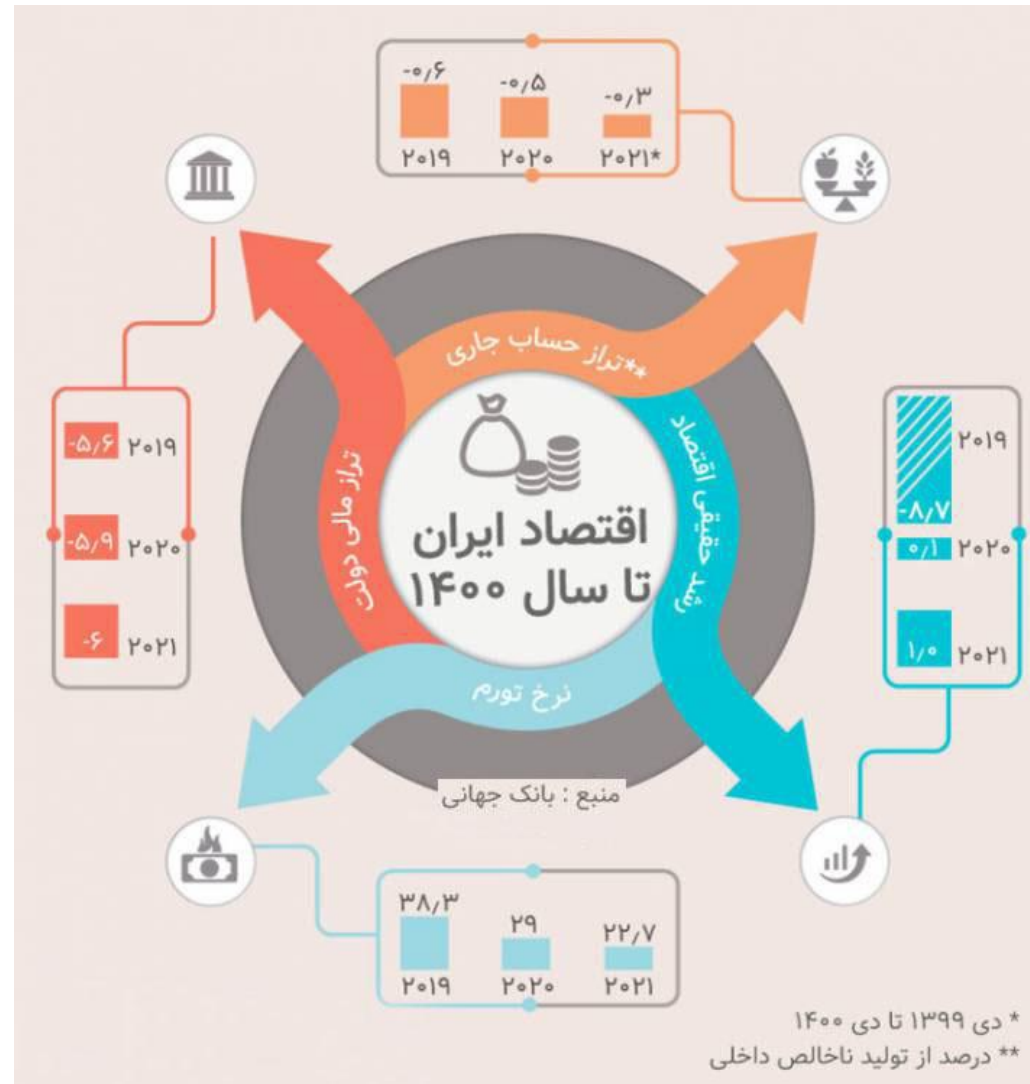 -۰/۶
-۰/۵
-۰/۳
۲۰۱۹
۲۰۲۰
۲۰۲۱*
**تراز حساب جاری
تراز مالی دولت
رشد حقیقی اقتصاد
نرخ تورم
اقتصاد ایران
تا سال ۱۴۰۰
-۵/۶ ۲۰۱۹
-۵/۹ ۲۰۲۰
-۶ ۲۰۲۱
۲۰۱۹
-۸/۷
۰/۱ ۲۰۲۰
۱/۰ ۲۰۲۱
منبع : بانک جهانی
۳۸/۳
۲۹
۲۲/۷
۲۰۱۹
۲۰۲۰
۲۰۲۱
* دی ۱۳۹۹ تا دی ۱۴۰۰
** درصد از تولید ناخالص داخلی